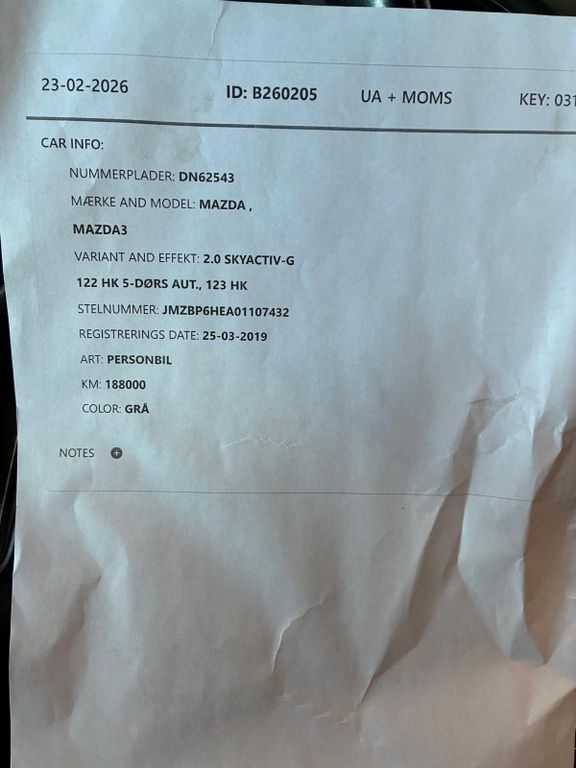 23-02-2026 ID: B260205 UA + MOMS KEY: 031
CAR INFO:
NUMMERPLADER: DN62543
MÆRKE AND MODEL: MAZDA ,
MAZDA3
VARIANT AND EFFEKT: 2.0 SKYACTIV-G
122 HK 5-DØRS AUT., 123 HK
STELNUMMER: JMZBP6HEA01107432
REGISTRERINGS DATE: 25-03-2019
ART: PERSONBIL
KM: 188000
COLOR: GRÅ
NOTES